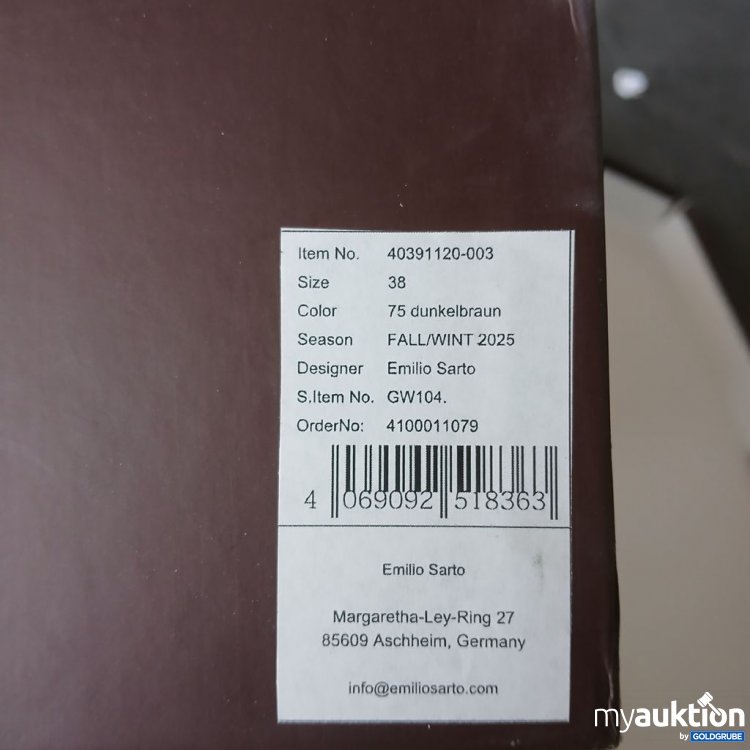 Item No. 40391120-003
Size 38
Color 75 dunkelbraun
Season FALL/WINT 2025
Designer Emilio Sarto
S.Item No. GW104.
OrderNo: 4100011079
4 069092 518363
Emilio Sarto
Margaretha-Ley-Ring 27
85609 Aschheim, Germany
info@emiliosarto.com
myauktion
by GOLDGRUBE